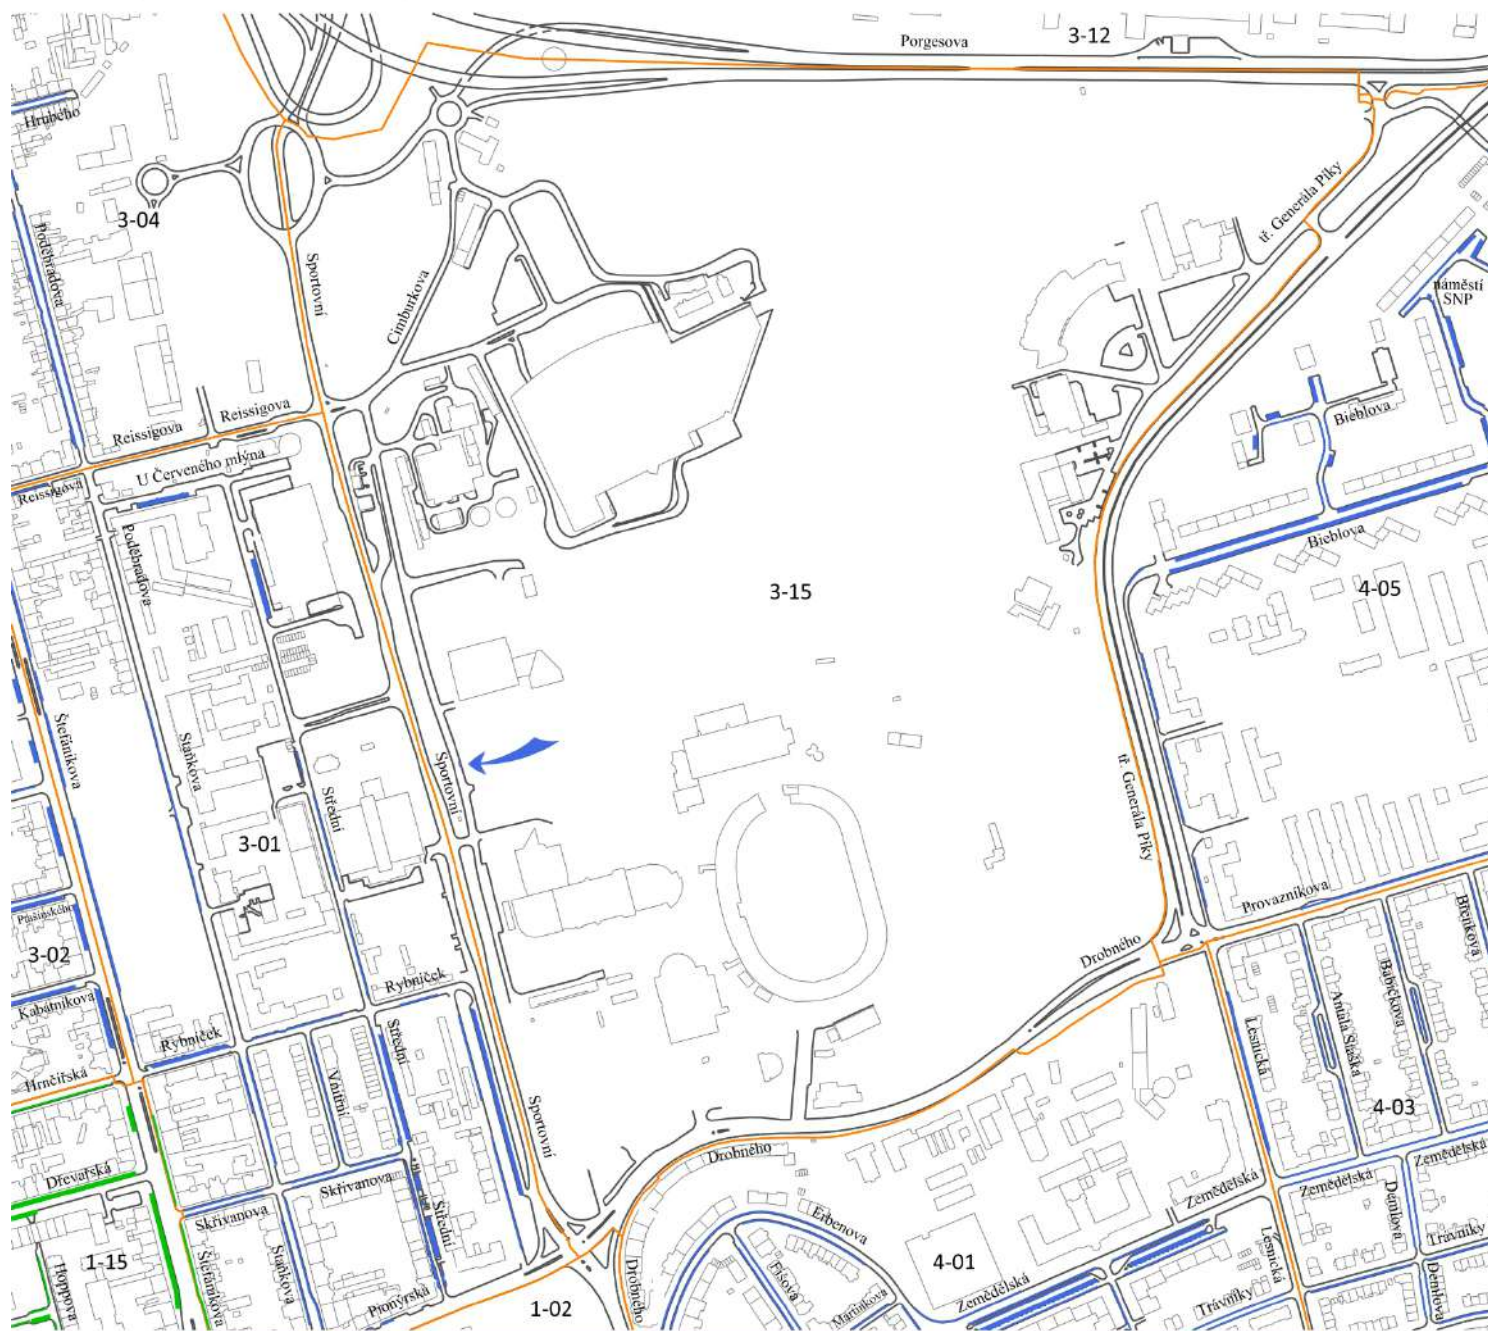 Porgesova
3-12
Hrubého
3-04
Poděbradova
Sportovní
Cimburkova
tř. Generála Píky
náměstí
SNP
Reissigova
Reissigova
Bieblova
U Červeného mlýna
Reissigova
Poděbradova
Bieblova
3-15
4-05
Štefánikova
Staňkova
Sportovní
tř. Generála Píky
Střední
3-01
Provazníkova
Břenkova
3-02
Drobného
Kabátníkova
Rybníček
Babičkova
Antala Staška
Lesnická
Rybníček
Střední
Vnitřní
Hrnčířská
Sportovní
4-03
Drobného
Zemědělská
Dřevařská
Skřivanova
Zemědělská
Zemědělská
Skřivanova
Střední
Erbenova
Demlova
Trávníky
1-15
Hoppova
Štefánikova
Staňkova
Pionýrská
1-02
Drobného
Fišova
Martinkova
4-01
Zemědělská
Lesnická
Trávníky
Demlova